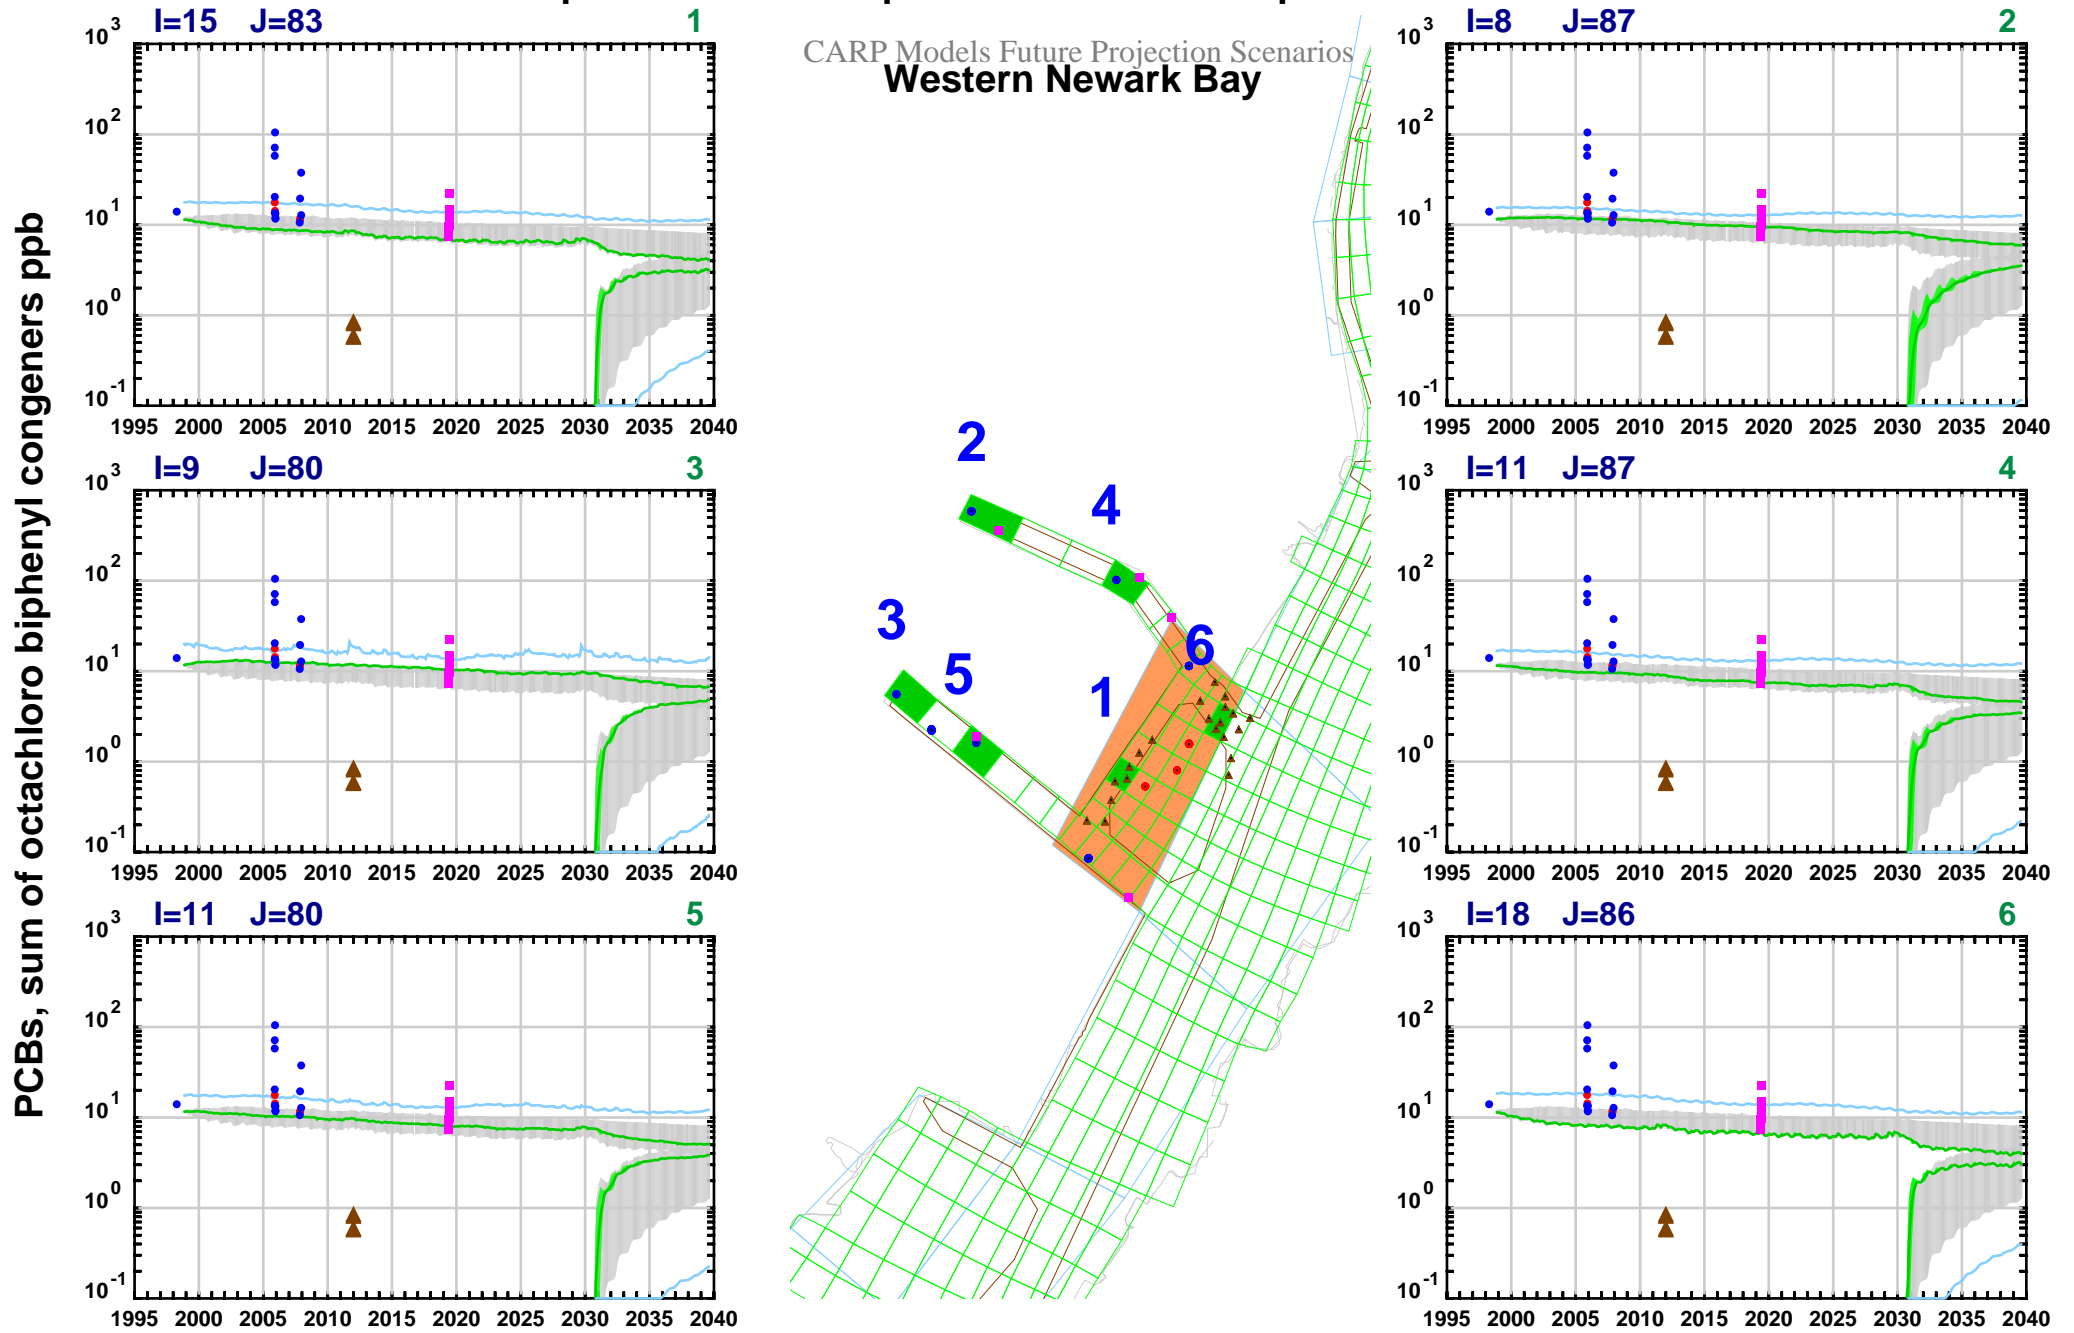 CARP Models Future Projection Scenarios
Western Newark Bay
PCBs, sum of octachloro biphenyl congeners ppb
I=15 J=83 1
10^3
10^2
10^1
10^0
10^-1
1995 2000 2005 2010 2015 2020 2025 2030 2035 2040
I=8 J=87 2
10^3
10^2
10^1
10^0
10^-1
1995 2000 2005 2010 2015 2020 2025 2030 2035 2040
I=9 J=80 3
10^3
10^2
10^1
10^0
10^-1
1995 2000 2005 2010 2015 2020 2025 2030 2035 2040
I=11 J=87 4
10^3
10^2
10^1
10^0
10^-1
1995 2000 2005 2010 2015 2020 2025 2030 2035 2040
I=11 J=80 5
10^3
10^2
10^1
10^0
10^-1
1995 2000 2005 2010 2015 2020 2025 2030 2035 2040
I=18 J=86 6
10^3
10^2
10^1
10^0
10^-1
1995 2000 2005 2010 2015 2020 2025 2030 2035 2040
2
4
3
6
5
1